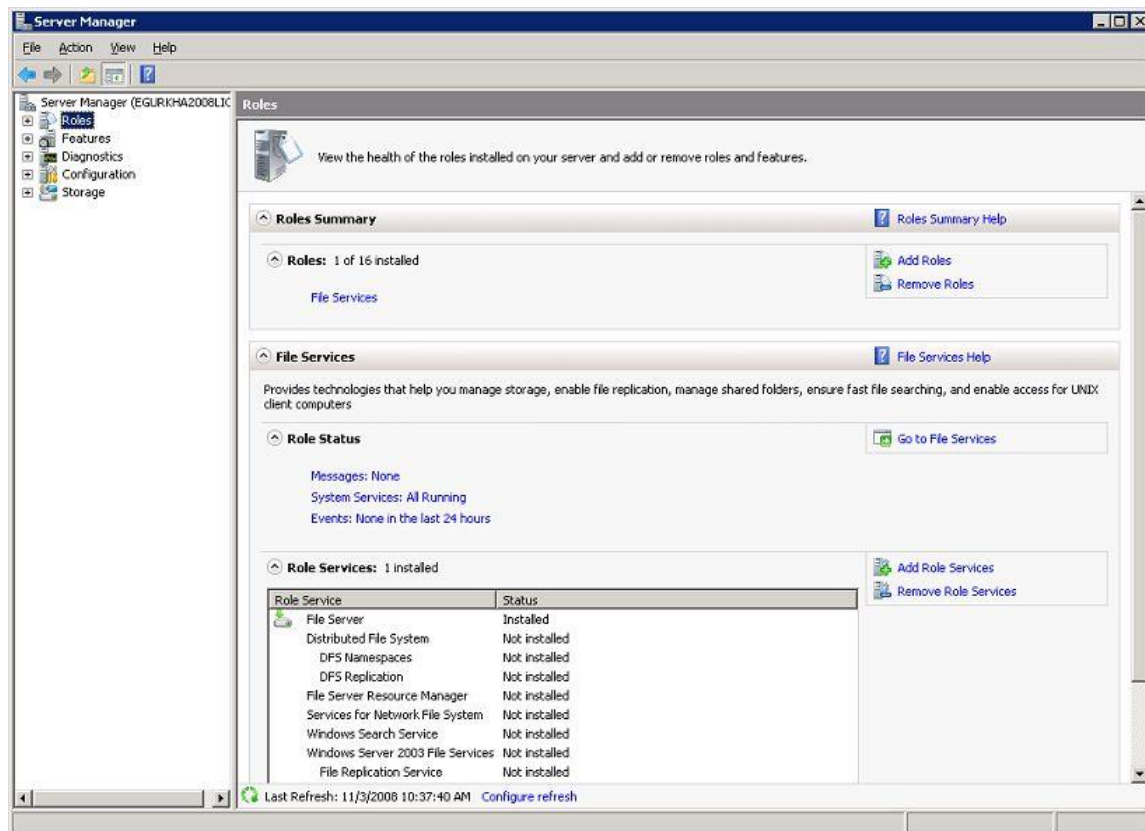 Server Manager
File Action View Help
Server Manager (EGURKHA2008LIC
Roles
Features
Diagnostics
Configuration
Storage
Roles
View the health of the roles installed on your server and add or remove roles and features.
Roles Summary
Roles Summary Help
Roles: 1 of 16 installed
Add Roles
Remove Roles
File Services
File Services
File Services Help
Provides technologies that help you manage storage, enable file replication, manage shared folders, ensure fast file searching, and enable access for UNIX
client computers
Role Status
Go to File Services
Messages: None
System Services: All Running
Events: None in the last 24 hours
Role Services: 1 installed
Add Role Services
Remove Role Services
Role Service Status
File Server Installed
Distributed File System Not installed
DFS Namespaces Not installed
DFS Replication Not installed
File Server Resource Manager Not installed
Services for Network File System Not installed
Windows Search Service Not installed
Windows Server 2003 File Services Not installed
File Replication Service Not installed
Last Refresh: 11/3/2008 10:37:40 AM Configure refresh